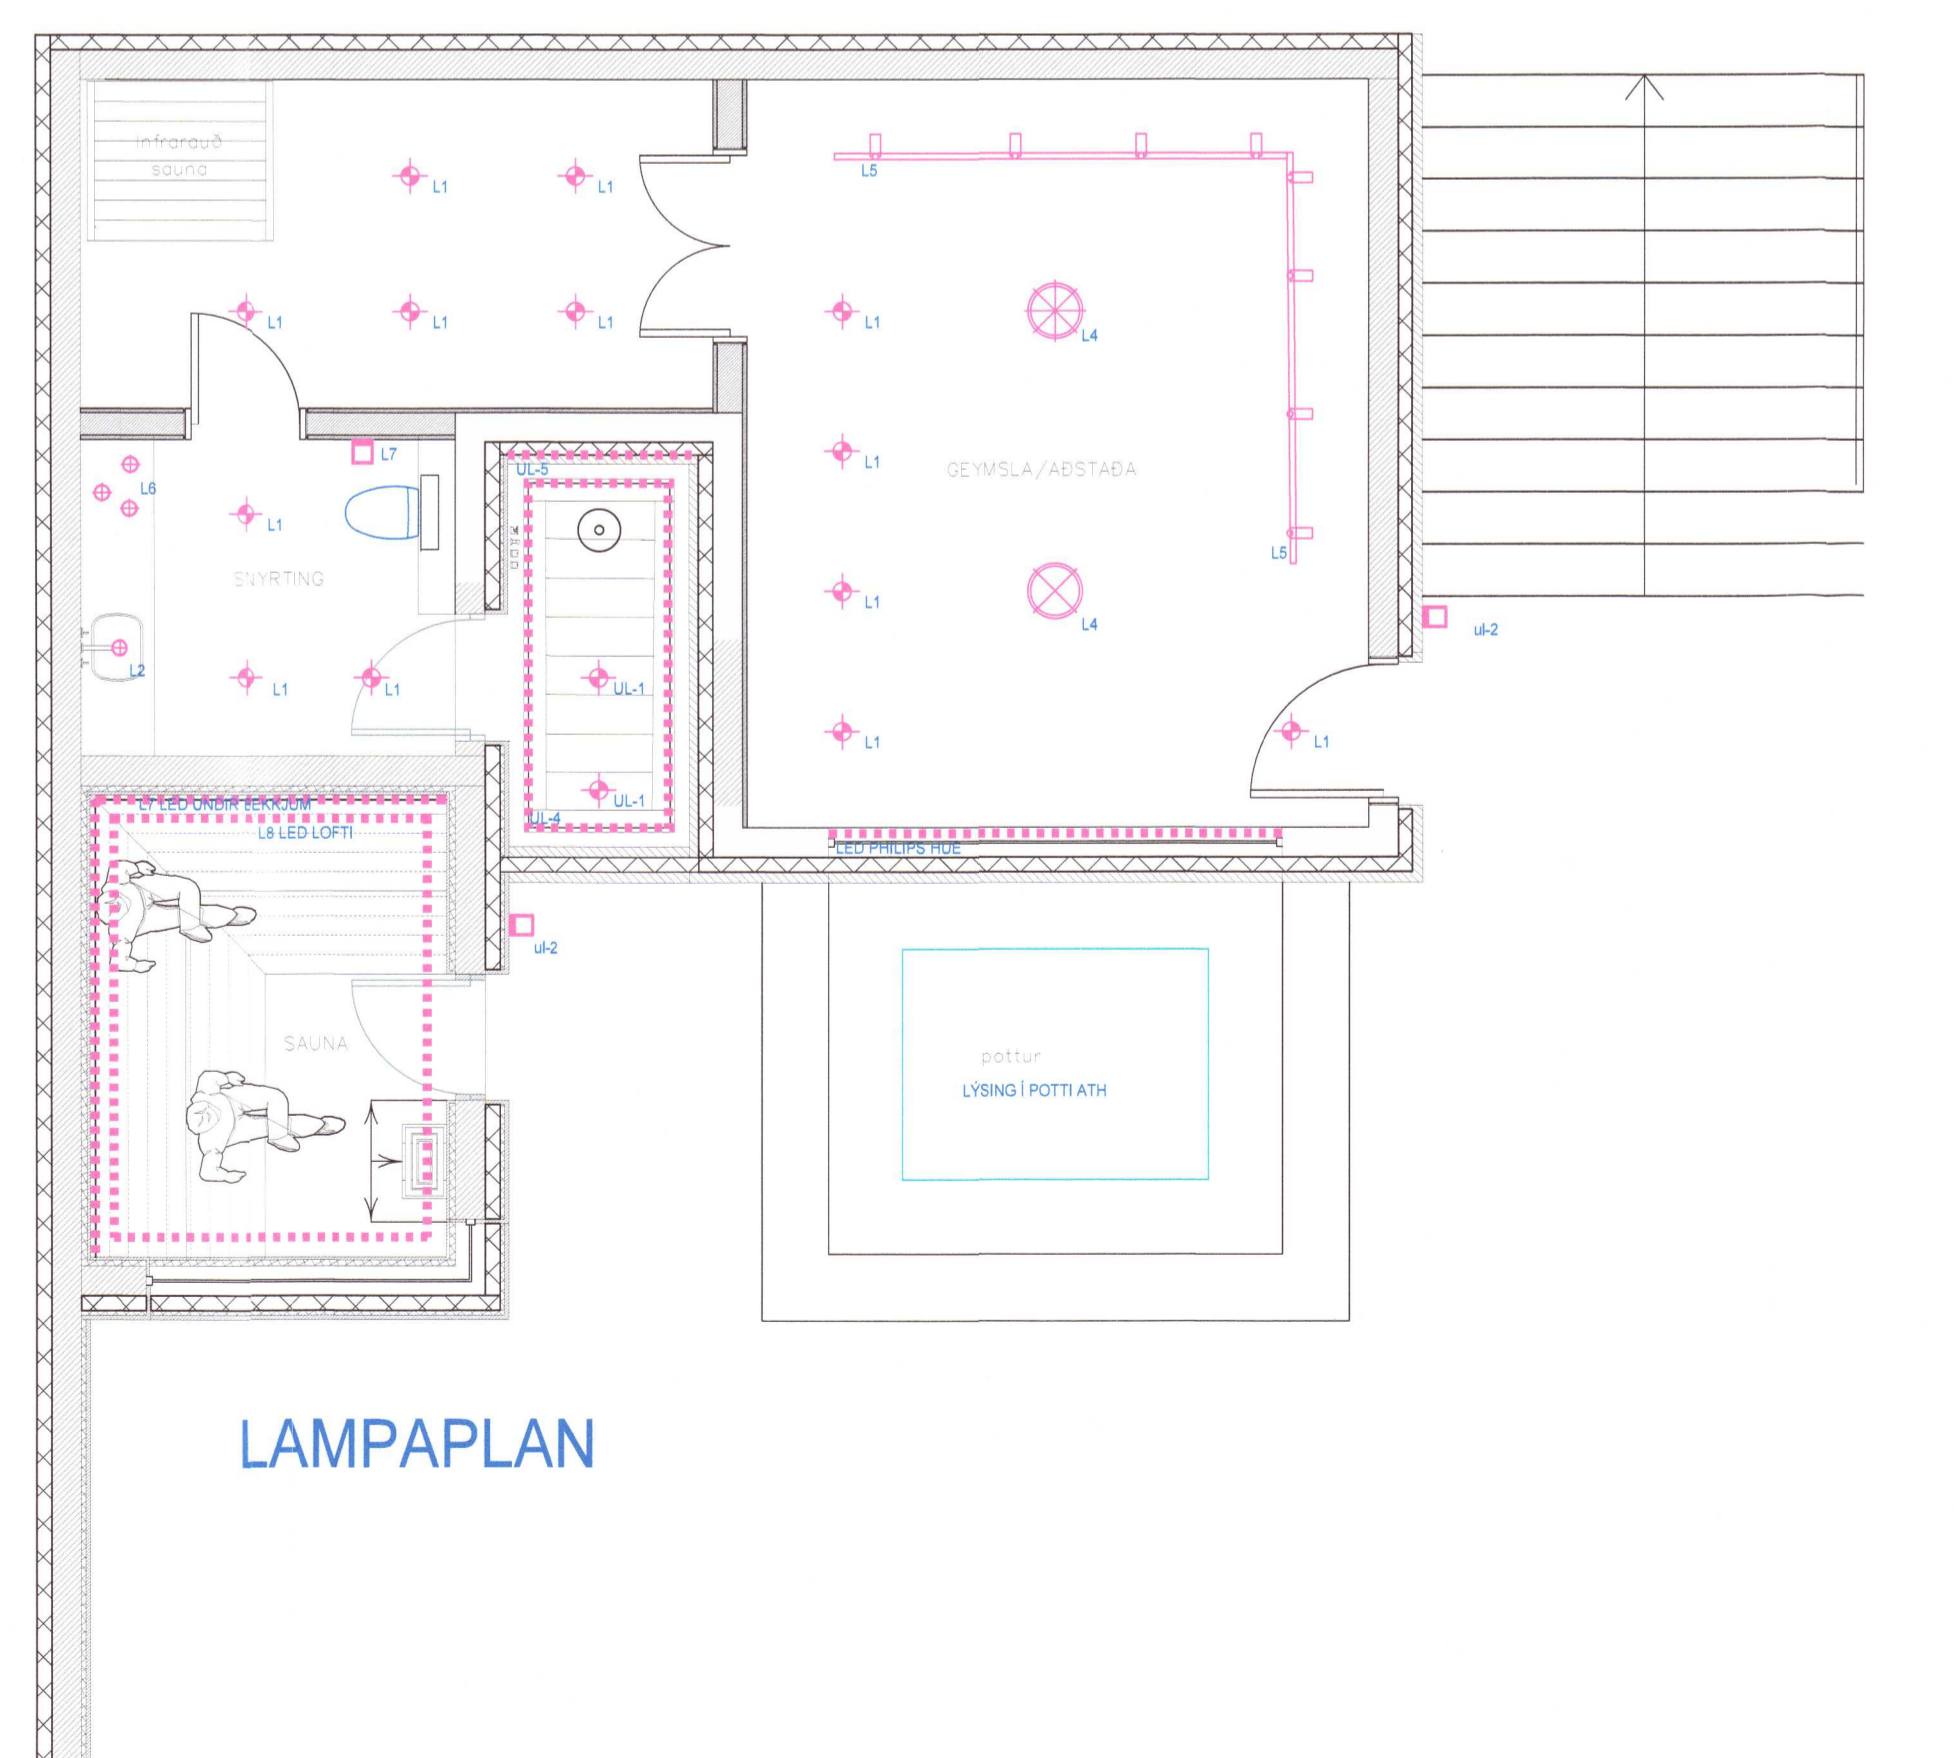 infrarauð
sauna
L1
L1
L5
L1
L1
L1
L1
L4
L7
L6
UL-5
L1
GEYMSLA/AÐSTAÐA
L1
L5
SNYRTING
L1
L4
ul-2
L2
L1
L1
UL-1
L1
L1
UL-1
UL-4
L7 LED UNDIR BEKKJUM
L8 LED LOFTI
LED PHILIPS HUE
ul-2
SAUNA
pottur
LÝSING Í POTTI ATH
LAMPAPLAN